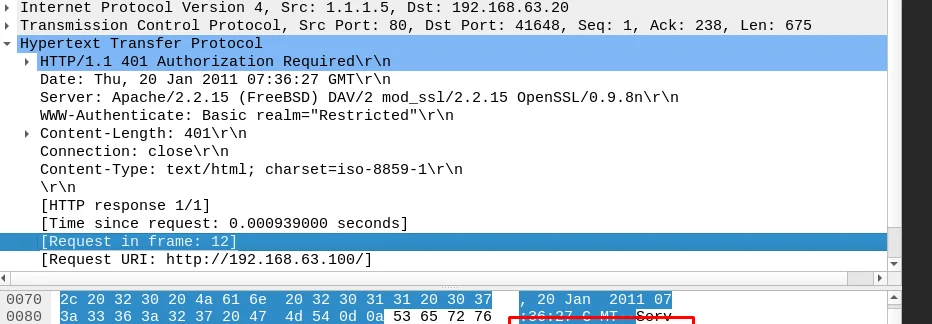 Internet Protocol Version 4, Src: 1.1.1.5, Dst: 192.168.63.20
Transmission Control Protocol, Src Port: 80, Dst Port: 41648, Seq: 1, Ack: 238, Len: 675
Hypertext Transfer Protocol
HTTP/1.1 401 Authorization Required\r\n
Date: Thu, 20 Jan 2011 07:36:27 GMT\r\n
Server: Apache/2.2.15 (FreeBSD) DAV/2 mod_ssl/2.2.15 OpenSSL/0.9.8n\r\n
WWW-Authenticate: Basic realm="Restricted"\r\n
Content-Length: 401\r\n
Connection: close\r\n
Content-Type: text/html; charset=iso-8859-1\r\n
\r\n
[HTTP response 1/1]
[Time since request: 0.000939000 seconds]
[Request in frame: 12]
[Request URI: http://192.168.63.100/]
0070 2c 20 32 30 20 4a 61 6e 20 32 30 31 31 20 30 37 , 20 Jan 2011 07
0080 3a 33 36 3a 32 37 20 47 4d 54 0d 0a 53 65 72 76 :36:27 G MT··Serv